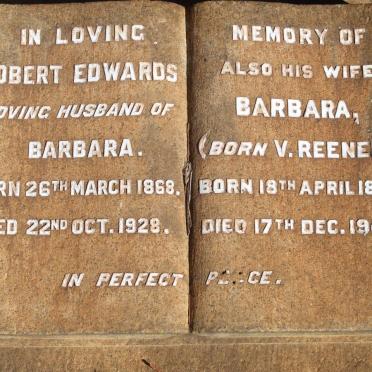 IN LOVING
OBERT EDWARDS
OVING HUSBAND OF
BARBARA.
RN 26TH MARCH 1868.
ED 22ND OCT. 1928.
MEMORY OF
ALSO HIS WIFE
BARBARA,
(BORN V. REENE
BORN 18TH APRIL 18
DIED 17TH DEC. 19
IN PERFECT